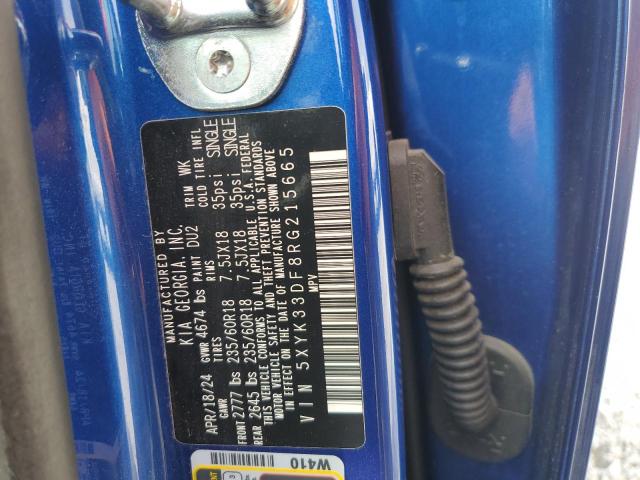 MANUFACTURED BY
KIA GEORGIA, INC.
APR/18/24 GVWR 4674 lbs PAINT DU2 TRIM WK
GAWR TIRES RIMS COLD TIRE INFL
FRONT 2777 lbs 235/60R18 7.5JX18 35psi SINGLE
REAR 2645 lbs 235/60R18 7.5JX18 35psi SINGLE
THIS VEHICLE CONFORMS TO ALL APPLICABLE U.S.A. FEDERAL
MOTOR VEHICLE SAFETY AND THEFT PREVENTION STANDARDS
IN EFFECT ON THE DATE OF MANUFACTURE SHOWN ABOVE
VIN 5XYK33DF8RG215665
MPV
W410